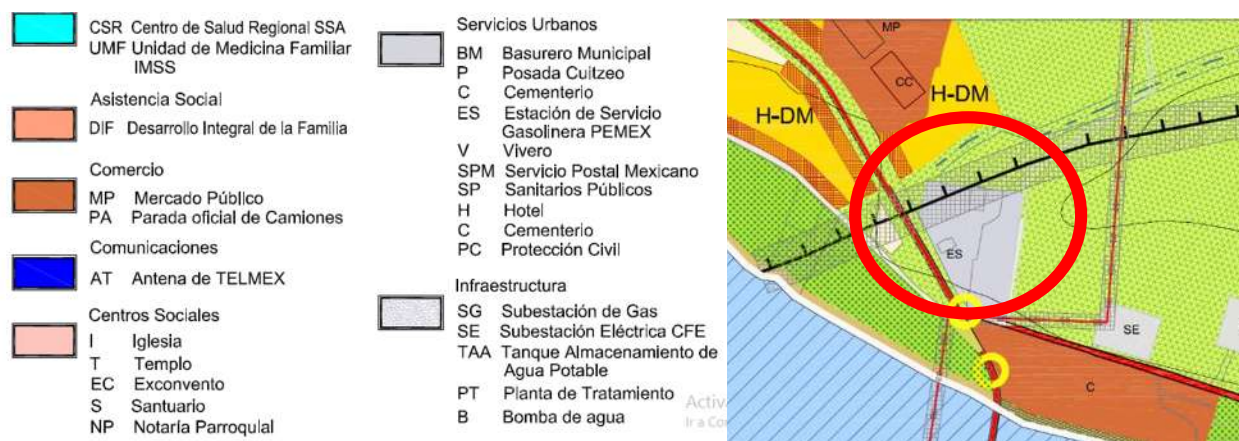 CSR Centro de Salud Regional SSA
UMF Unidad de Medicina Familiar
IMSS
Asistencia Social
DIF Desarrollo Integral de la Familia
Comercio
MP Mercado Público
PA Parada oficial de Camiones
Comunicaciones
AT Antena de TELMEX
Centros Sociales
I Iglesia
T Templo
EC Exconvento
S Santuario
NP Notaría Parroquial
Servicios Urbanos
BM Basurero Municipal
P Posada Cuitzeo
C Cementerio
ES Estación de Servicio
Gasolinera PEMEX
V Vivero
SPM Servicio Postal Mexicano
SP Sanitarios Públicos
H Hotel
C Cementerio
PC Protección Civil
Infraestructura
SG Subestación de Gas
SE Subestación Eléctrica CFE
TAA Tanque Almacenamiento de
Agua Potable
PT Planta de Tratamiento
B Bomba de agua
Activ
Ir a Co
MP
CC
H-DM
H-DM
ES
SE
C